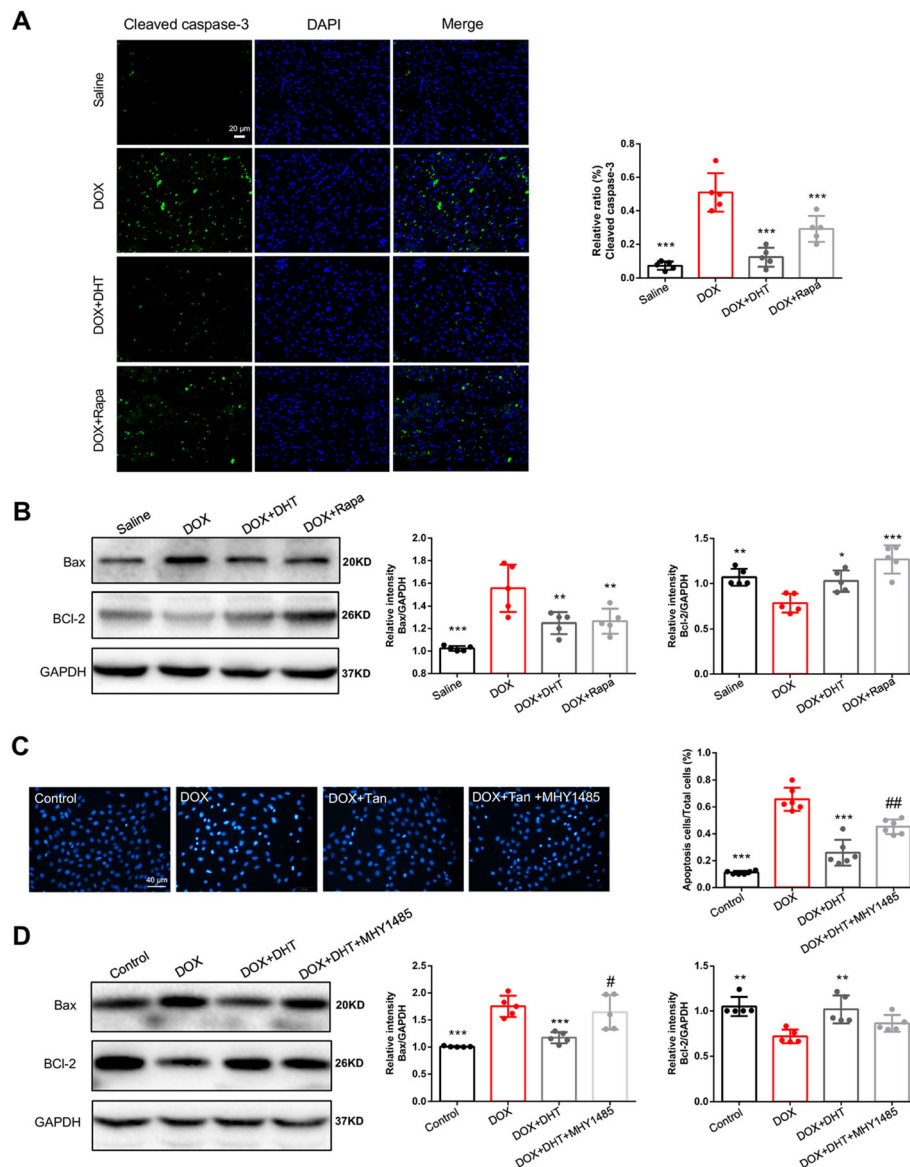 A
Cleaved caspase-3 DAPI Merge
Saline
20 μm
DOX
DOX+DHT
DOX+Rapa
Relative ratio (%)
Cleaved caspase-3
0.8
0.6
0.4
0.2
0.0
***
***
***
Saline DOX DOX+DHT DOX+Rapa
B
Saline DOX DOX+DHT DOX+Rapa
Bax 20KD
BCl-2 26KD
GAPDH 37KD
Relative intensity
Bax/GAPDH
2.0
1.8
1.6
1.4
1.2
1.0
0.8
***
**
**
Saline DOX DOX+DHT DOX+Rapa
Relative intensity
Bcl-2/GAPDH
1.5
1.0
0.5
0.0
**
*
***
Saline DOX DOX+DHT DOX+Rapa
C
Control DOX DOX+Tan DOX+Tan +MHY1485
40 μm
Apoptosis cells/Total cells (%)
1.0
0.8
0.6
0.4
0.2
0.0
***
***
##
Control DOX DOX+DHT DOX+DHT+MHY1485
D
Control DOX DOX+DHT DOX+DHT+MHY1485
Bax 20KD
BCl-2 26KD
GAPDH 37KD
Relative intensity
Bax/GAPDH
2.5
2.0
1.5
1.0
0.5
0.0
***
***
#
Control DOX DOX+DHT DOX+DHT+MHY1485
Relative intensity
Bcl-2/GAPDH
1.5
1.0
0.5
0.0
**
**
Control DOX DOX+DHT DOX+DHT+MHY1485